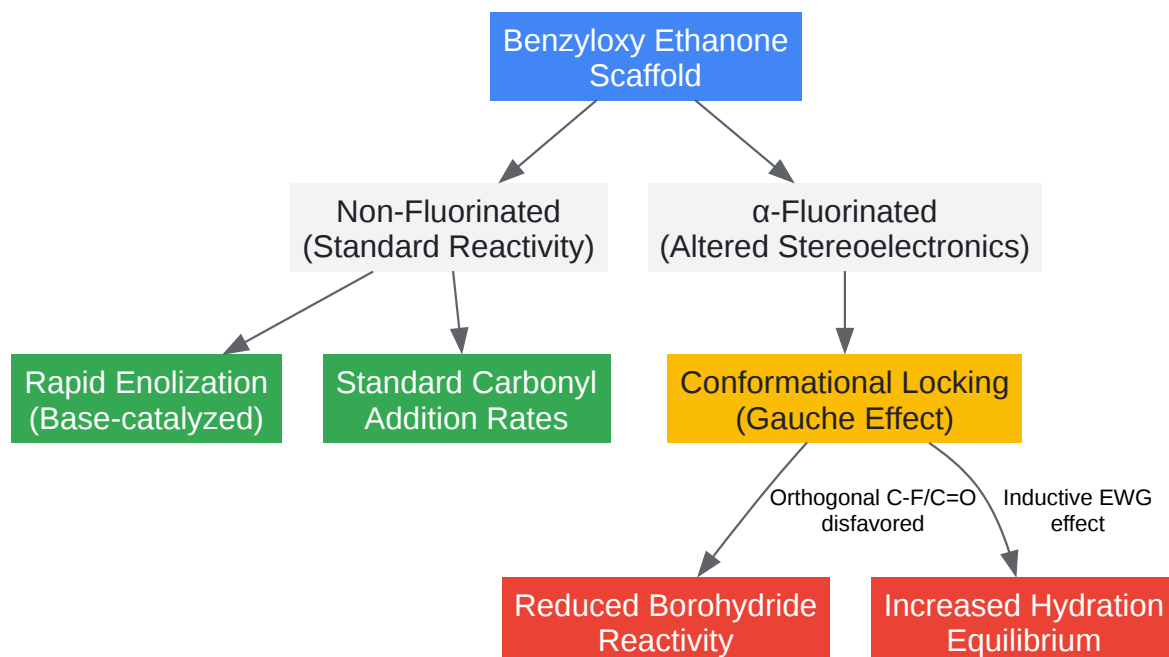 Benzyloxy Ethanone
Scaffold
Non-Fluorinated
(Standard Reactivity)
α-Fluorinated
(Altered Stereoelectronics)
Rapid Enolization
(Base-catalyzed)
Standard Carbonyl
Addition Rates
Conformational Locking
(Gauche Effect)
Orthogonal C-F/C=O
disfavored
Inductive EWG
effect
Reduced Borohydride
Reactivity
Increased Hydration
Equilibrium